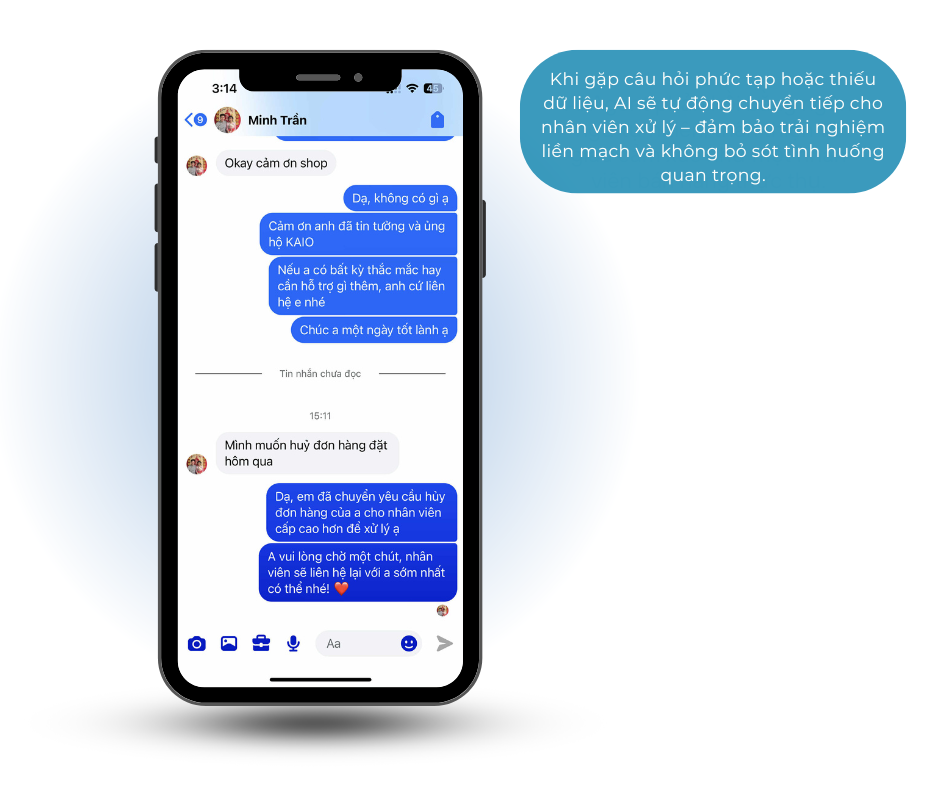 3:14
45
9
Minh Trần
Okay cảm ơn shop
Dạ, không có gì ạ
Cảm ơn anh đã tin tường và ủng
hộ KAIO
Nếu a có bất kỳ thắc mắc hay
cần hỗ trợ gì thêm, anh cứ liên
hệ e nhé
Chúc a một ngày tốt lành ạ
Tin nhắn chưa đọc
15:11
Mình muốn huỷ đơn hàng đặt
hôm qua
Dạ, em đã chuyển yêu cầu hủy
đơn hàng của a cho nhân viên
cấp cao hơn để xử lý ạ
A vui lòng chờ một chút, nhân
viên sẽ liên hệ lại với a sớm nhất
có thể nhé! ❤️
Aa
Khi gặp câu hỏi phức tạp hoặc thiếu
dữ liệu, AI sẽ tự động chuyển tiếp cho
nhân viên xử lý – đảm bảo trải nghiệm
liền mạch và không bỏ sót tình huống
quan trọng.